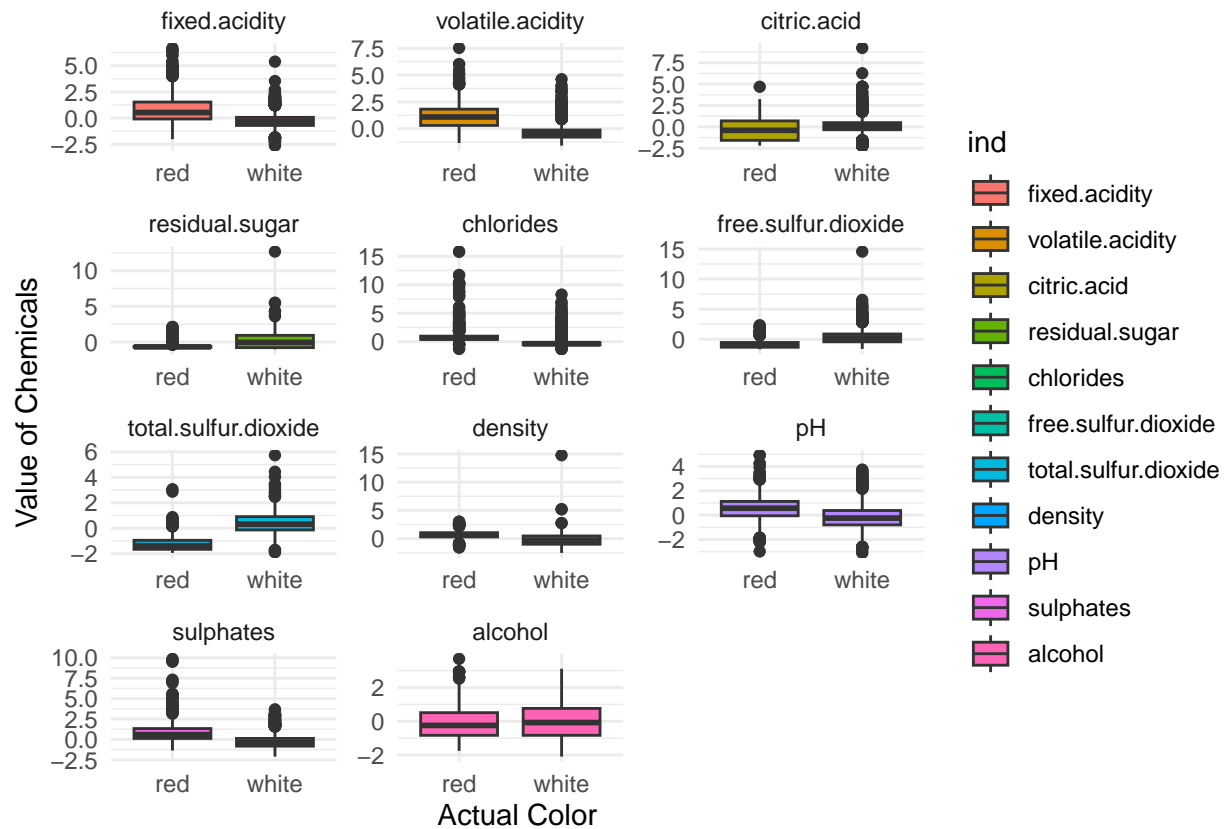 fixed.acidity
volatile.acidity
citric.acid
5.0
2.5
0.0
−2.5
7.5
5.0
2.5
0.0
7.5
5.0
2.5
0.0
−2.5
red white
red white
red white
residual.sugar
chlorides
free.sulfur.dioxide
10
5
0
15
10
5
0
15
10
5
0
red white
red white
red white
total.sulfur.dioxide
density
pH
6
4
2
0
−2
15
10
5
0
4
2
0
−2
red white
red white
red white
sulphates
alcohol
10.0
7.5
5.0
2.5
0.0
−2.5
2
0
−2
red white
red white
Value of Chemicals
Actual Color
ind
fixed.acidity
volatile.acidity
citric.acid
residual.sugar
chlorides
free.sulfur.dioxide
total.sulfur.dioxide
density
pH
sulphates
alcohol